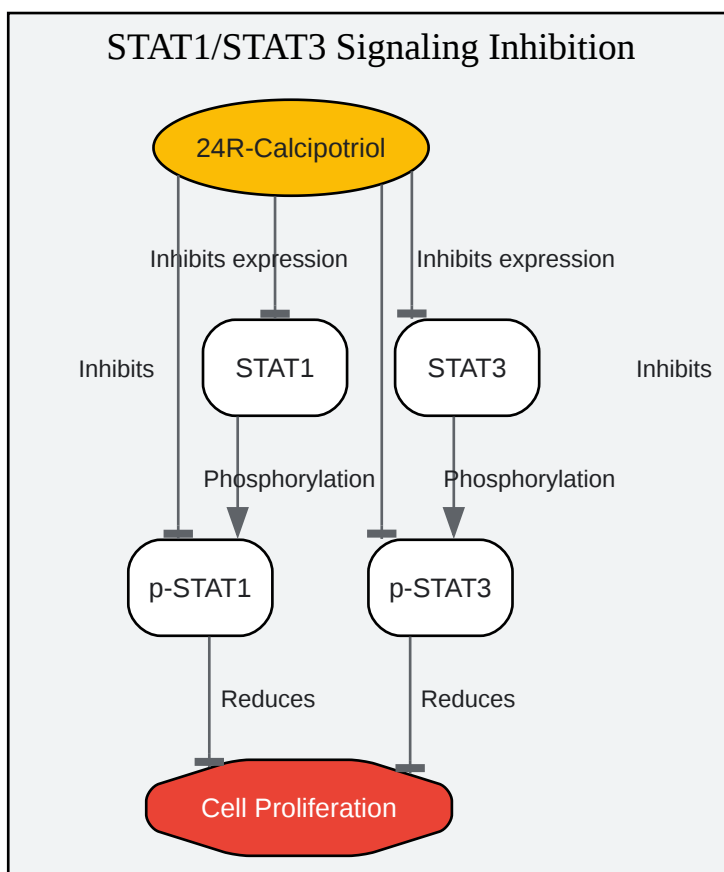 STAT1/STAT3 Signaling Inhibition
24R-Calcipotriol
Inhibits expression
Inhibits expression
Inhibits
STAT1
STAT3
Inhibits
Phosphorylation
Phosphorylation
p-STAT1
p-STAT3
Reduces
Reduces
Cell Proliferation